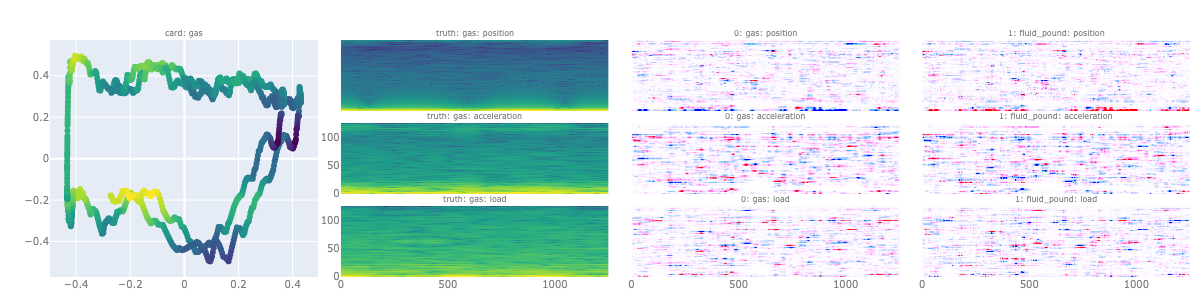 card: gas
truth: gas: position
0: gas: position
1: fluid_pound: position
0.4
0.2
0
−0.2
−0.4
−0.4
−0.2
0
0.2
0.4
truth: gas: acceleration
0: gas: acceleration
1: fluid_pound: acceleration
100
50
0
truth: gas: load
0: gas: load
1: fluid_pound: load
100
50
0
0
500
1000
0
500
1000
0
500
1000